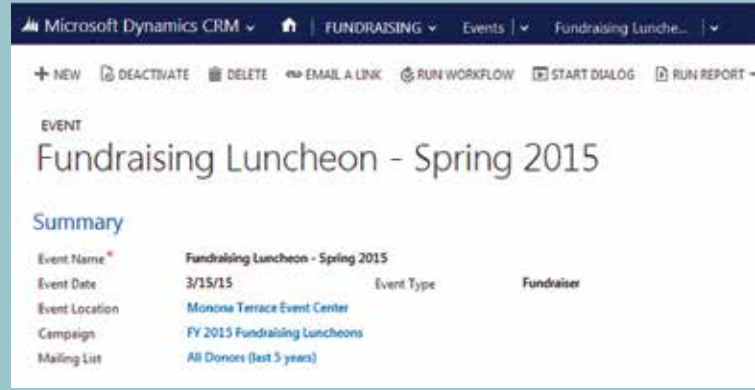 Microsoft Dynamics CRM | FUNDRAISING Events | Fundraising Lunche... |
+ NEW DEACTIVATE DELETE EMAIL A LINK RUN WORKFLOW START DIALOG RUN REPORT
EVENT
Fundraising Luncheon - Spring 2015
Summary
Event Name* Fundraising Luncheon - Spring 2015
Event Date 3/15/15 Event Type Fundraiser
Event Location Monona Terrace Event Center
Campaign FY 2015 Fundraising Luncheons
Mailing List All Donors (last 5 years)